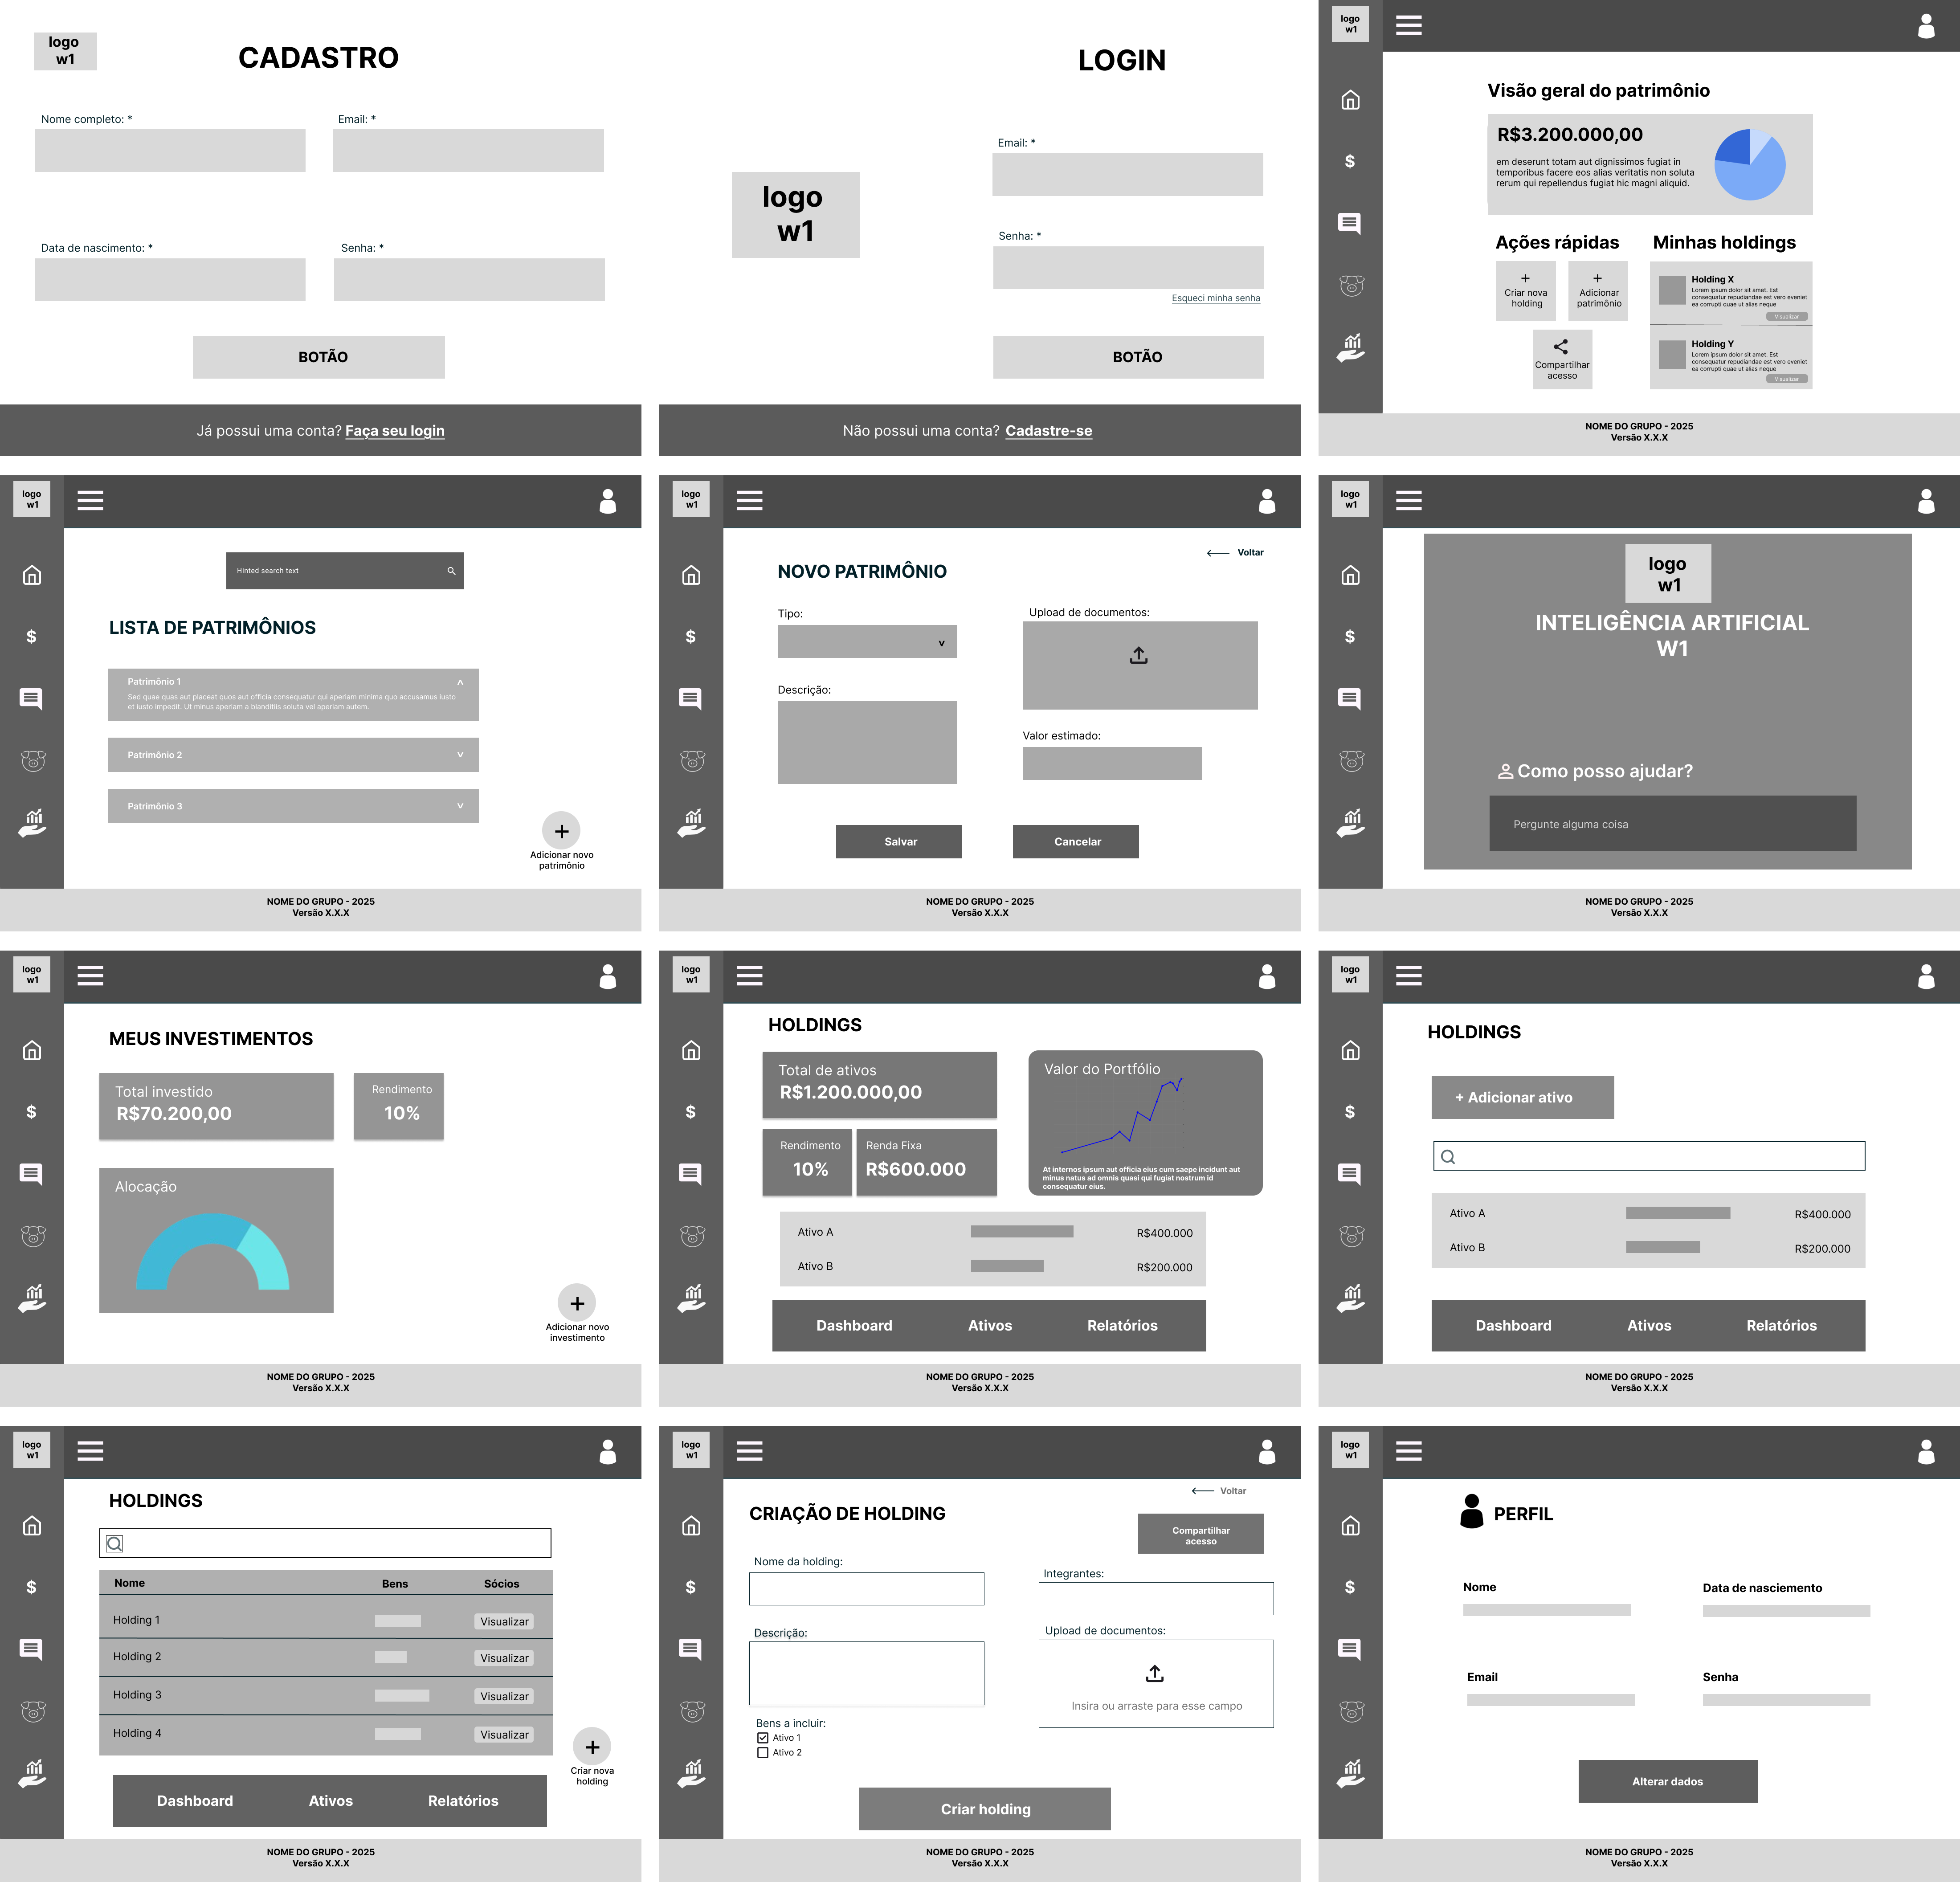 logo
w1
CADASTRO
Nome completo: *
Email: *
Data de nascimento: *
Senha: *
BOTÃO
Já possui uma conta? Faça seu login
LOGIN
logo
w1
Email: *
Senha: *
Esqueci minha senha
BOTÃO
Não possui uma conta? Cadastre-se
logo
w1
Visão geral do patrimônio
R$3.200.000,00
em deserunt totam aut dignissimos fugiat in
temporibus facere eos alias veritatis non soluta
rerum qui repellendus fugiat hic magni aliquid.
Ações rápidas
+
Criar nova
holding
+
Adicionar
patrimônio
Compartilhar
acesso
Minhas holdings
Holding X
Lorem ipsum dolor sit amet. Est
consequatur repudiandae est vero eveniet
ea corrupti quae ut alias neque
Visualizar
Holding Y
Lorem ipsum dolor sit amet. Est
consequatur repudiandae est vero eveniet
ea corrupti quae ut alias neque
Visualizar
$
NOME DO GRUPO - 2025
Versão X.X.X
logo
w1
$
Hinted search text
LISTA DE PATRIMÔNIOS
Patrimônio 1
Sed quae quas aut placeat quos aut officia consequatur qui aperiam minima quo accusamus iusto
et iusto impedit. Ut minus aperiam a blanditiis soluta vel aperiam autem.
Patrimônio 2
Patrimônio 3
+
Adicionar novo
patrimônio
NOME DO GRUPO - 2025
Versão X.X.X
logo
w1
$
Voltar
NOVO PATRIMÔNIO
Tipo:
Upload de documentos:
Descrição:
Valor estimado:
Salvar
Cancelar
NOME DO GRUPO - 2025
Versão X.X.X
logo
w1
$
logo
w1
INTELIGÊNCIA ARTIFICIAL
W1
Como posso ajudar?
Pergunte alguma coisa
NOME DO GRUPO - 2025
Versão X.X.X
logo
w1
$
MEUS INVESTIMENTOS
Total investido
R$70.200,00
Rendimento
10%
Alocação
+
Adicionar novo
investimento
NOME DO GRUPO - 2025
Versão X.X.X
logo
w1
$
HOLDINGS
Total de ativos
R$1.200.000,00
Rendimento
10%
Renda Fixa
R$600.000
Valor do Portfólio
At internos ipsum aut officia eius cum saepe incidunt aut
minus natus ad omnis quasi qui fugiat nostrum id
consequatur eius.
Ativo A R$400.000
Ativo B R$200.000
Dashboard Ativos Relatórios
NOME DO GRUPO - 2025
Versão X.X.X
logo
w1
$
HOLDINGS
+ Adicionar ativo
Ativo A R$400.000
Ativo B R$200.000
Dashboard Ativos Relatórios
NOME DO GRUPO - 2025
Versão X.X.X
logo
w1
$
HOLDINGS
Nome Bens Sócios
Holding 1 Visualizar
Holding 2 Visualizar
Holding 3 Visualizar
Holding 4 Visualizar
+
Criar nova
holding
Dashboard Ativos Relatórios
NOME DO GRUPO - 2025
Versão X.X.X
logo
w1
$
Voltar
CRIAÇÃO DE HOLDING
Compartilhar
acesso
Nome da holding:
Integrantes:
Descrição:
Upload de documentos:
Insira ou arraste para esse campo
Bens a incluir:
Ativo 1
Ativo 2
Criar holding
NOME DO GRUPO - 2025
Versão X.X.X
logo
w1
$
PERFIL
Nome
Data de nasciemento
Email
Senha
Alterar dados
NOME DO GRUPO - 2025
Versão X.X.X